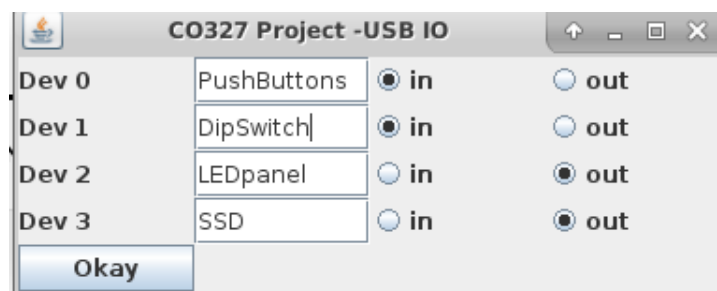 CO327 Project -USB IO
Dev 0 PushButtons in out
Dev 1 DipSwitch in out
Dev 2 LEDpanel in out
Dev 3 SSD in out
Okay